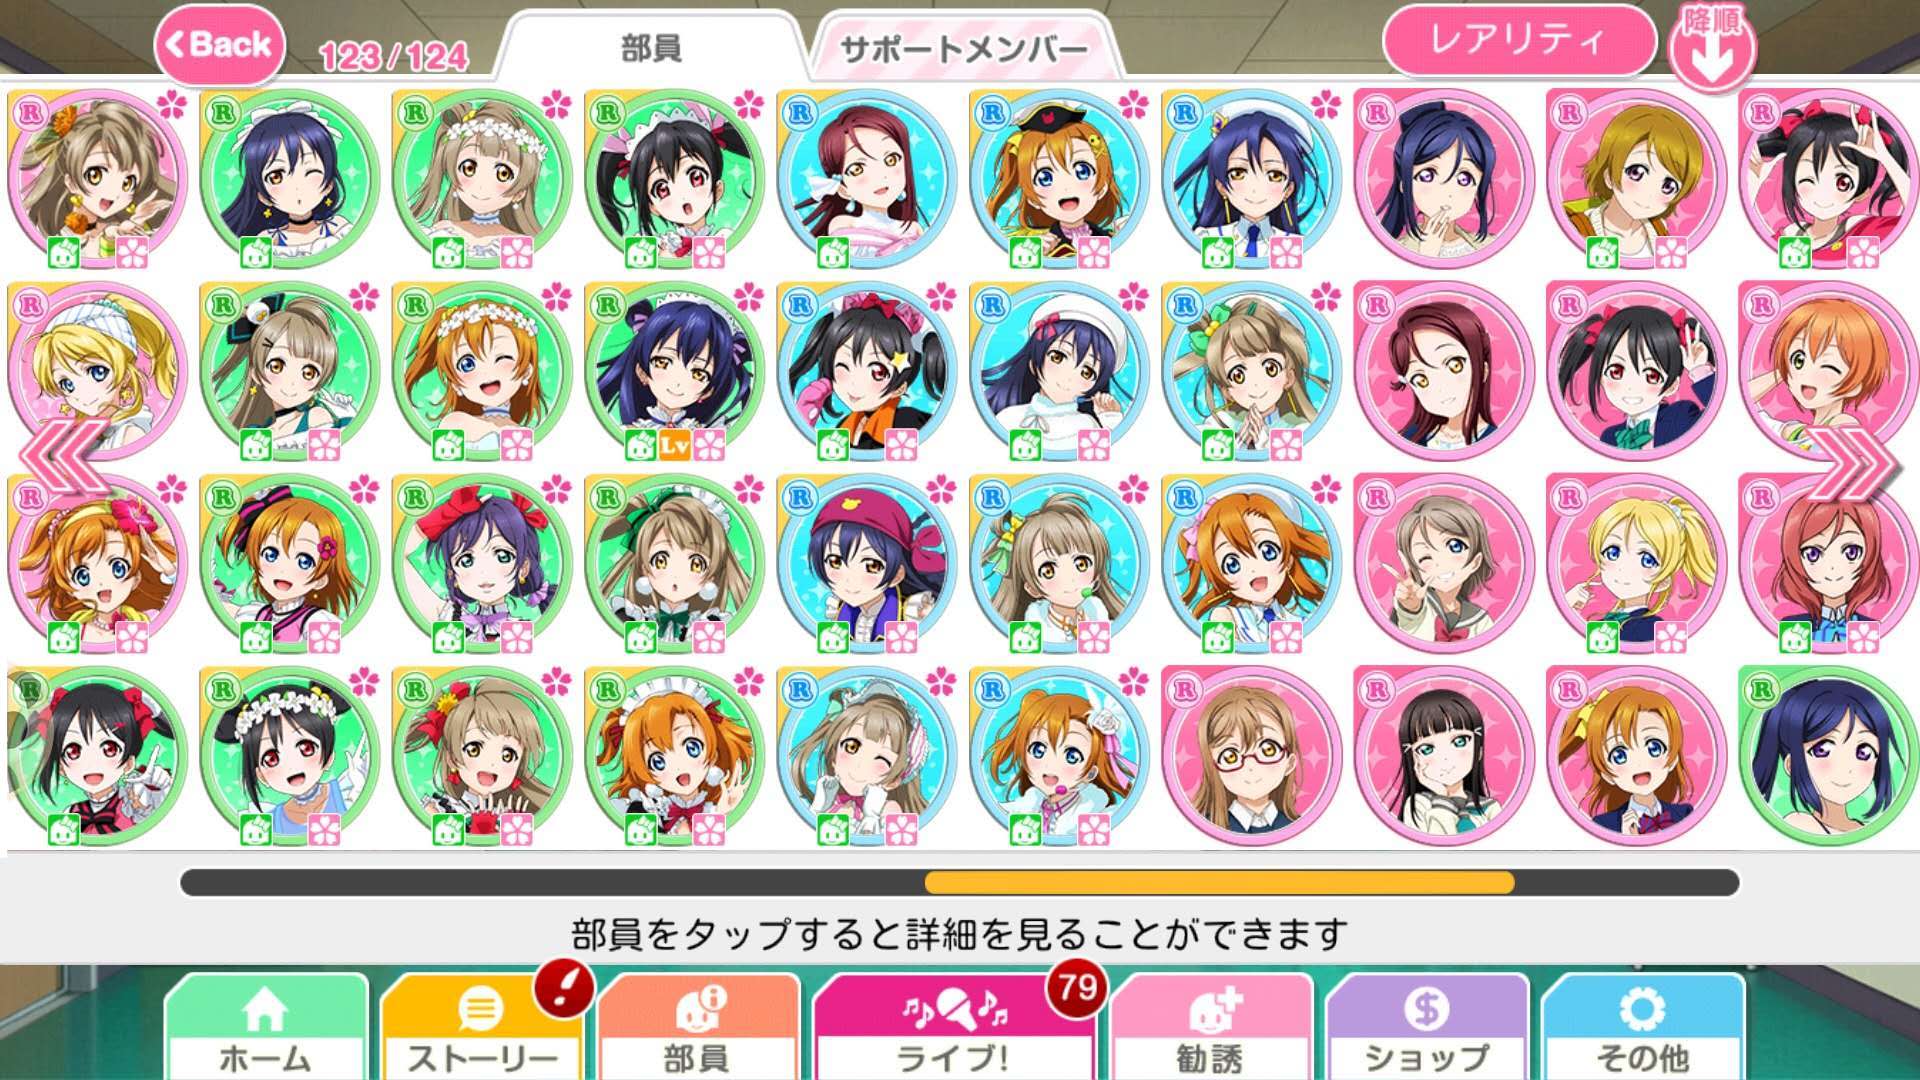 Back
123/124
部員
サポートメンバー
レアリティ
降順
R R R R R R R R R R
R R R R R R R R R R
Lv
R R R R R R R R R R
R R R R R R R R R R
部員をタップすると詳細を見ることができます
79
ホーム
ストーリー
部員
ライブ!
勧誘
ショップ
その他